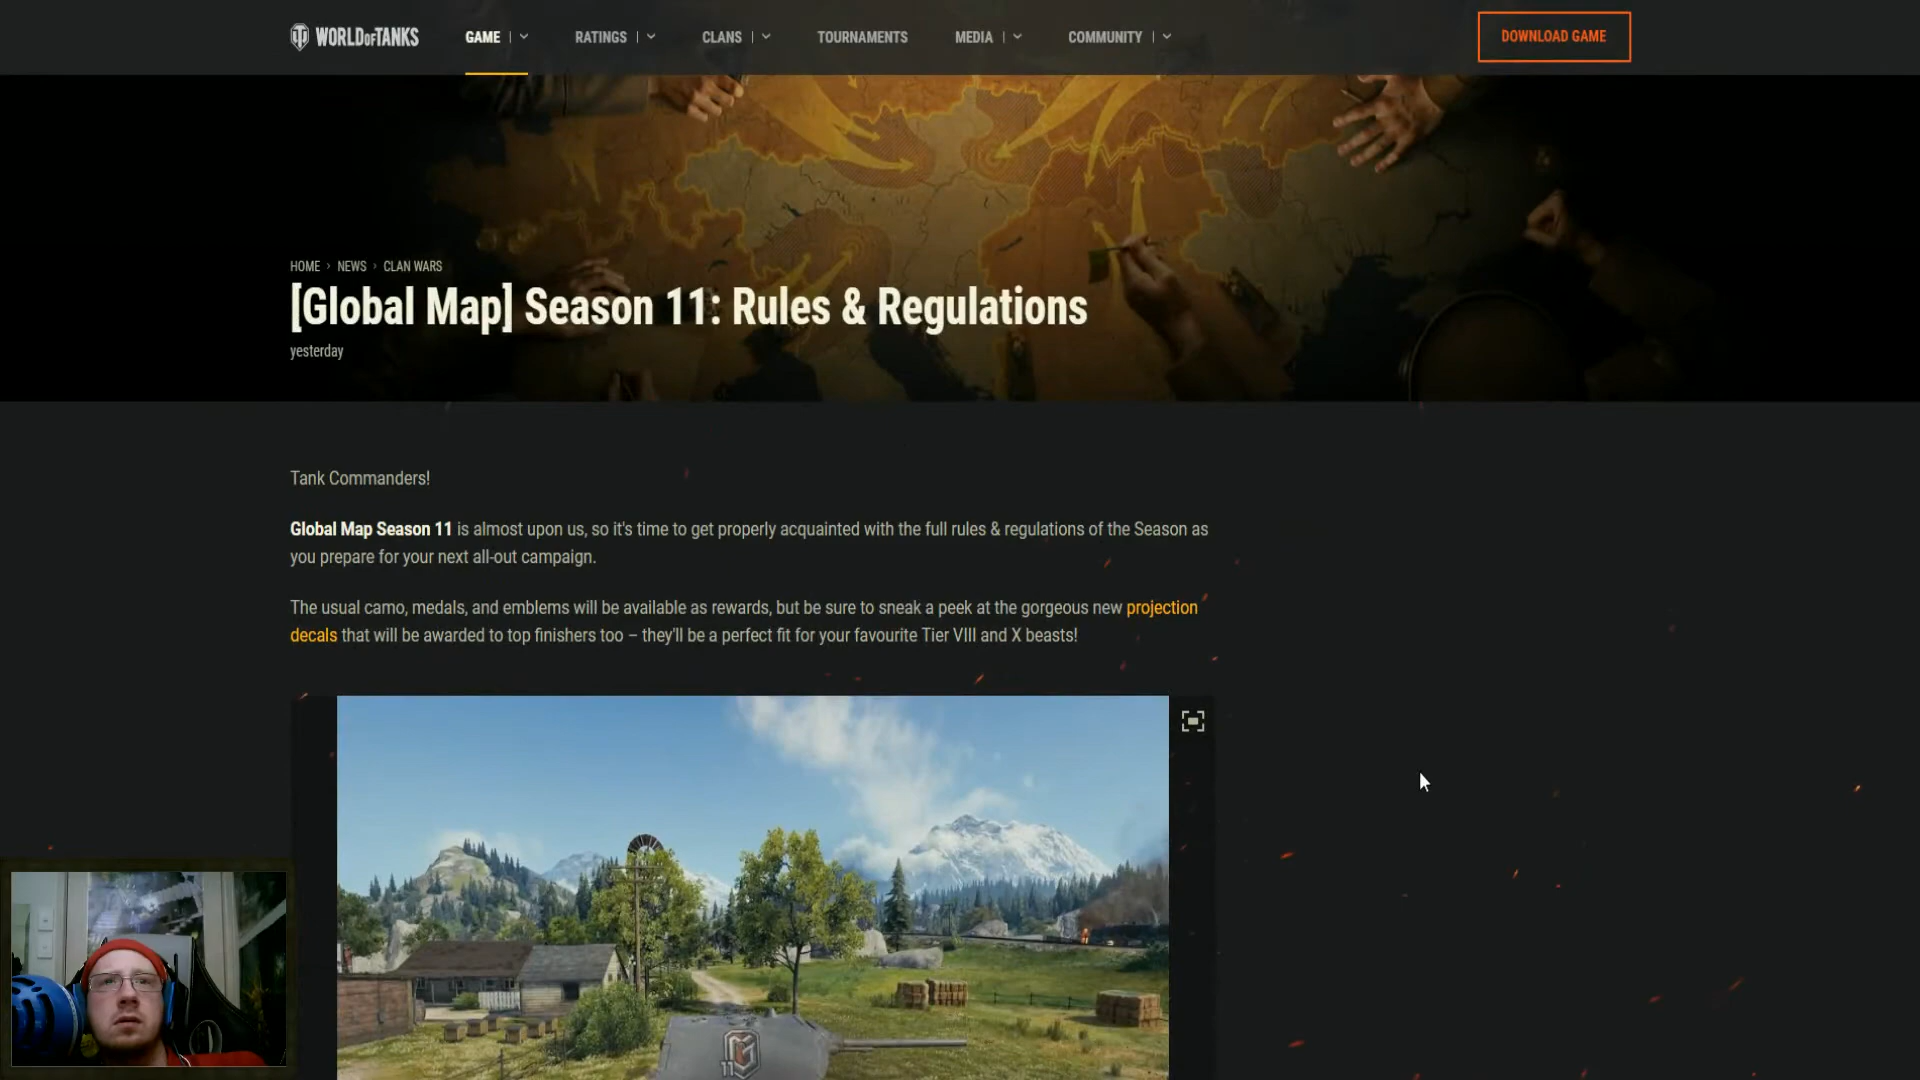 WORLD OF TANKS
GAME
RATINGS
CLANS
TOURNAMENTS
MEDIA
COMMUNITY
DOWNLOAD GAME
HOME › NEWS › CLAN WARS
[Global Map] Season 11: Rules & Regulations
yesterday
Tank Commanders!
Global Map Season 11 is almost upon us, so it's time to get properly acquainted with the full rules & regulations of the Season as
you prepare for your next all-out campaign.
The usual camo, medals, and emblems will be available as rewards, but be sure to sneak a peek at the gorgeous new projection
decals that will be awarded to top finishers too – they'll be a perfect fit for your favourite Tier VIII and X beasts!
11